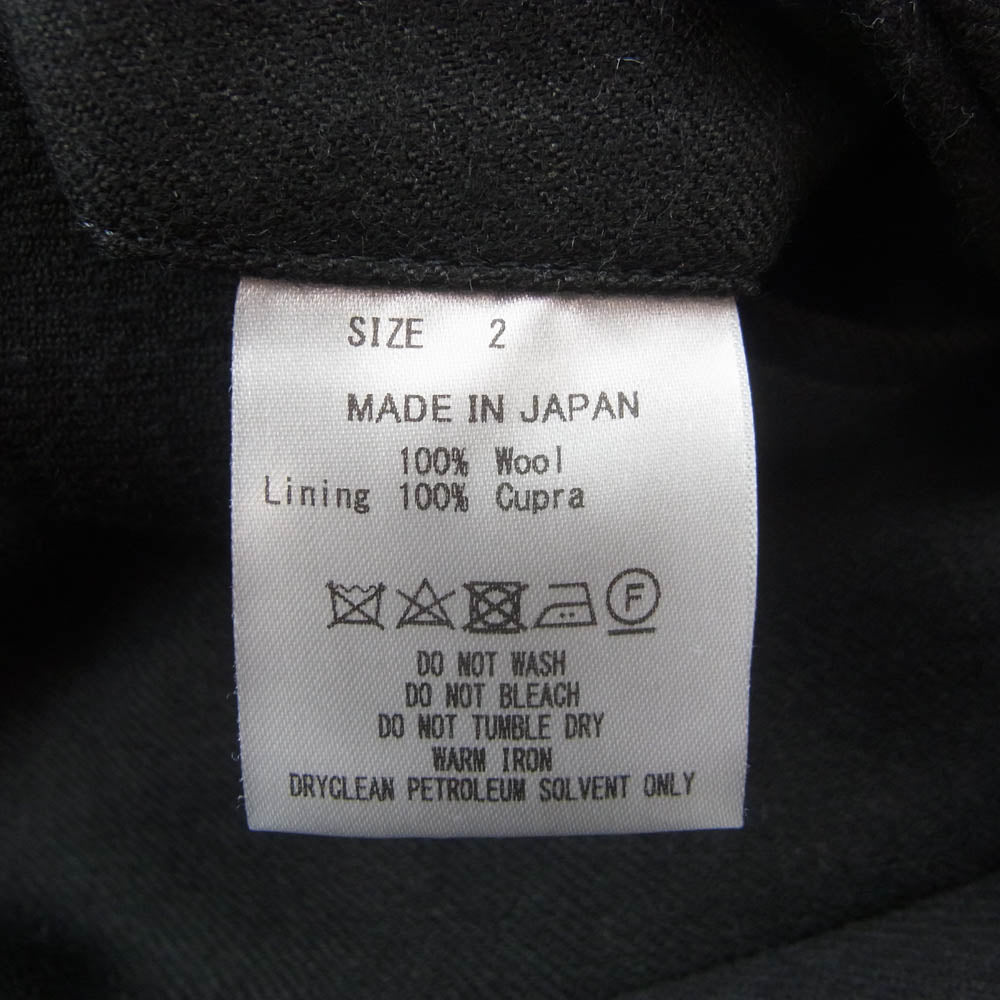 SIZE 2
MADE IN JAPAN
100% Wool
Lining 100% Cupra
F
DO NOT WASH
DO NOT BLEACH
DO NOT TUMBLE DRY
WARM IRON
DRYCLEAN PETROLEUM SOLVENT ONLY